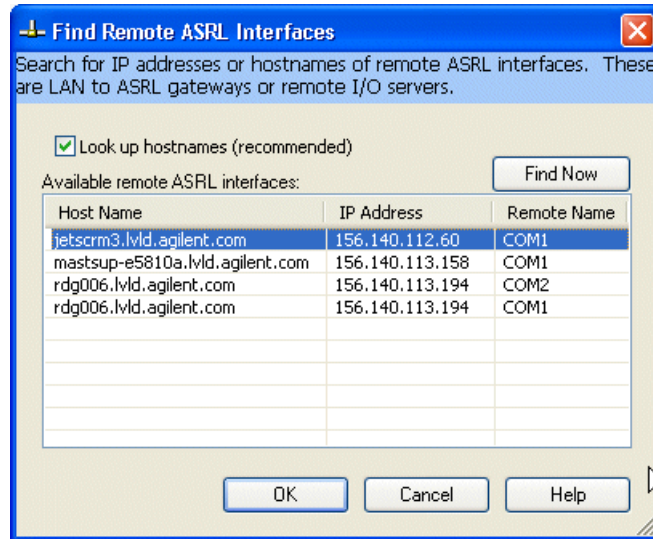 Find Remote ASRL Interfaces
Search for IP addresses or hostnames of remote ASRL interfaces. These
are LAN to ASRL gateways or remote I/O servers.
Look up hostnames (recommended)
Find Now
Available remote ASRL interfaces:
Host Name IP Address Remote Name
jetscrm3.lvld.agilent.com 156.140.112.60 COM1
mastsup-e5810a.lvld.agilent.com 156.140.113.158 COM1
rdg006.lvld.agilent.com 156.140.113.194 COM2
rdg006.lvld.agilent.com 156.140.113.194 COM1
OK Cancel Help